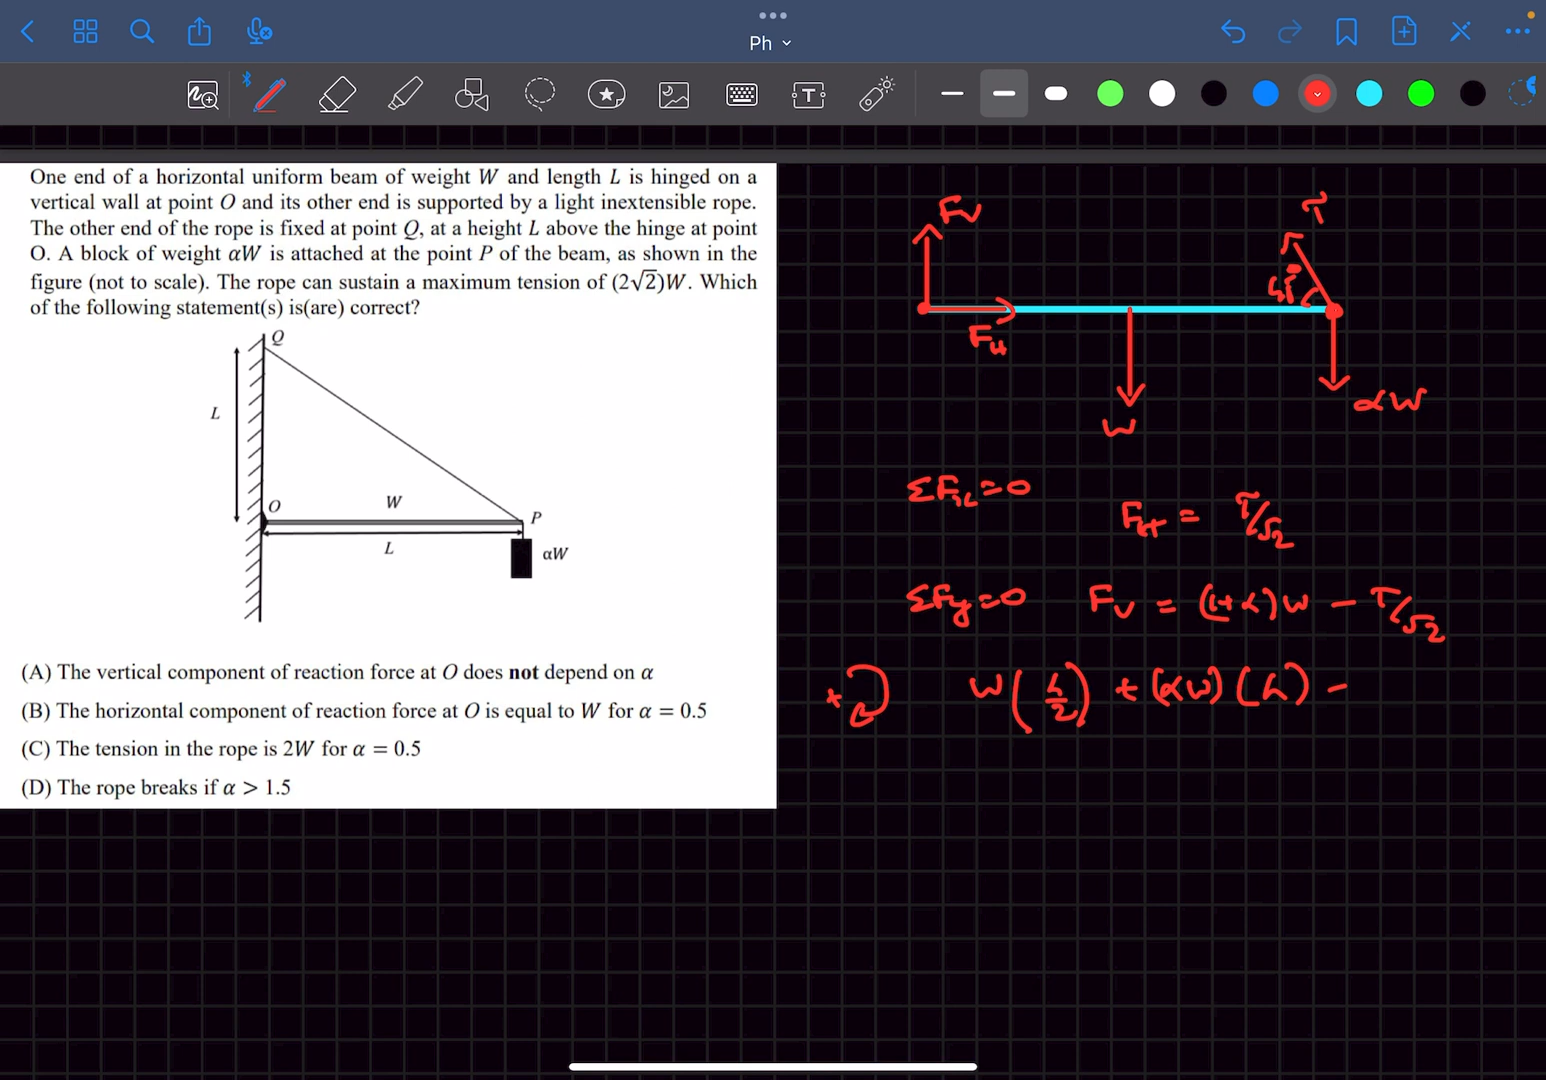 Ph
T
One end of a horizontal uniform beam of weight W and length L is hinged on a
vertical wall at point O and its other end is supported by a light inextensible rope.
The other end of the rope is fixed at point Q, at a height L above the hinge at point
O. A block of weight αW is attached at the point P of the beam, as shown in the
figure (not to scale). The rope can sustain a maximum tension of (2√2)W. Which
of the following statement(s) is(are) correct?
Q
L
O
W
P
L
αW
(A) The vertical component of reaction force at O does not depend on α
(B) The horizontal component of reaction force at O is equal to W for α = 0.5
(C) The tension in the rope is 2W for α = 0.5
(D) The rope breaks if α > 1.5
Fv
T
45°
FH
W
αW
ΣFx=0
FH = T/√2
ΣFy=0 Fv = (1+α)W − T/√2
+ W(L/2) + (αW)(L) −